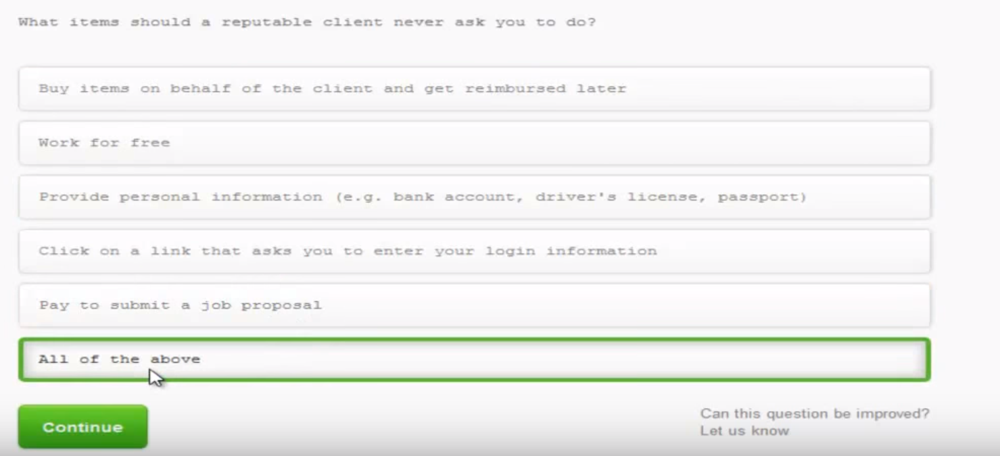 What items should a reputable client never ask you to do?
Buy items on behalf of the client and get reimbursed later
Work for free
Provide personal information (e.g. bank account, driver's license, passport)
Click on a link that asks you to enter your login information
Pay to submit a job proposal
All of the above
Continue
Can this question be improved?
Let us know